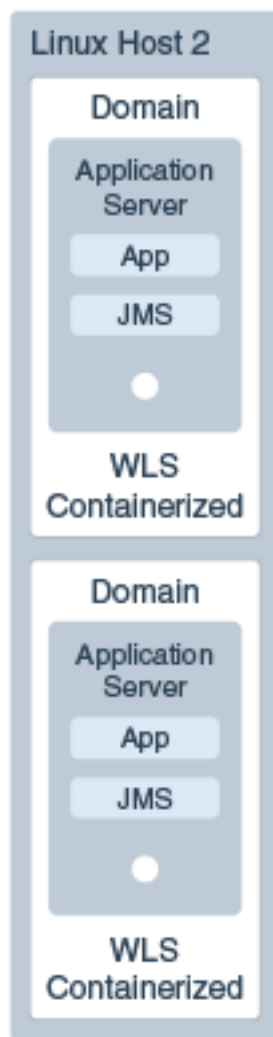 Linux Host 2
Domain
Application
Server
App
JMS
WLS
Containerized
Domain
Application
Server
App
JMS
WLS
Containerized